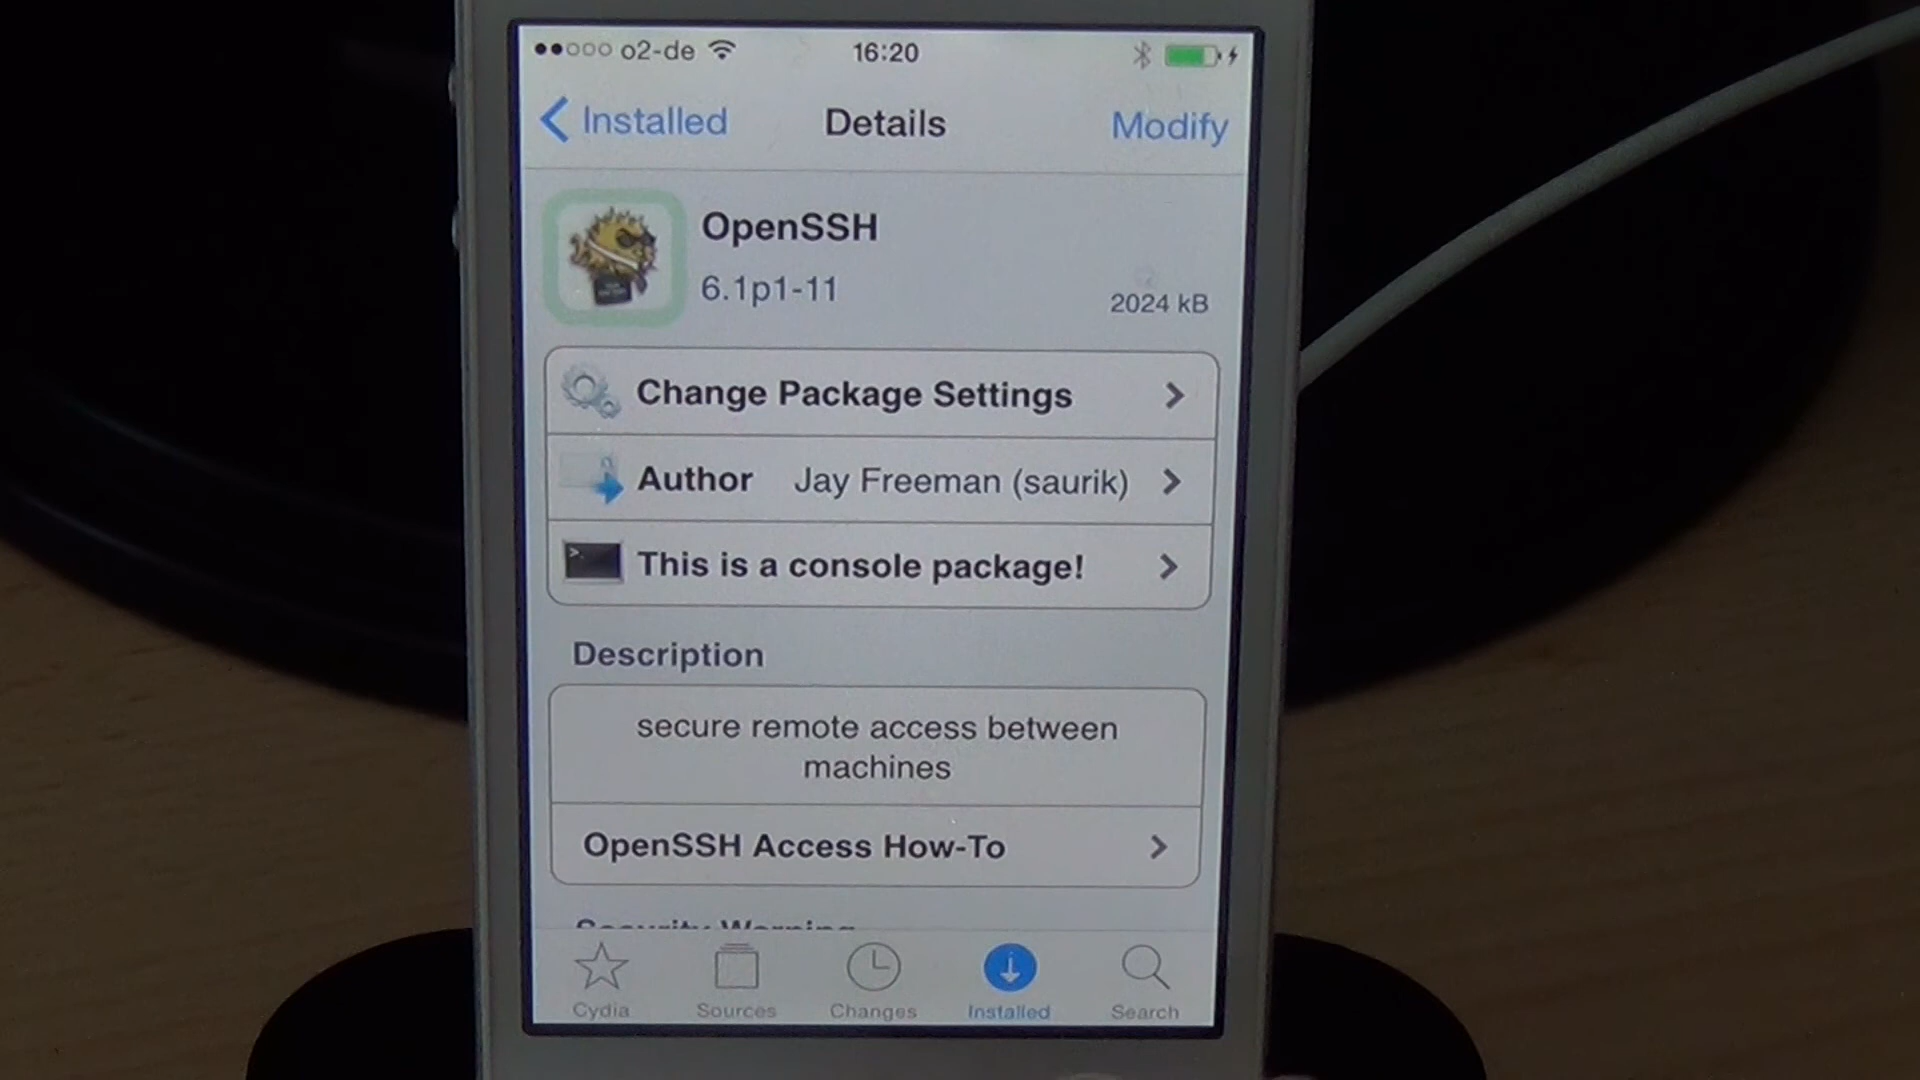 o2-de 16:20
Installed Details Modify
OpenSSH
6.1p1-11
2024 kB
Change Package Settings
Author Jay Freeman (saurik)
This is a console package!
Description
secure remote access between
machines
OpenSSH Access How-To
Security Warning
Cydia Sources Changes Installed Search